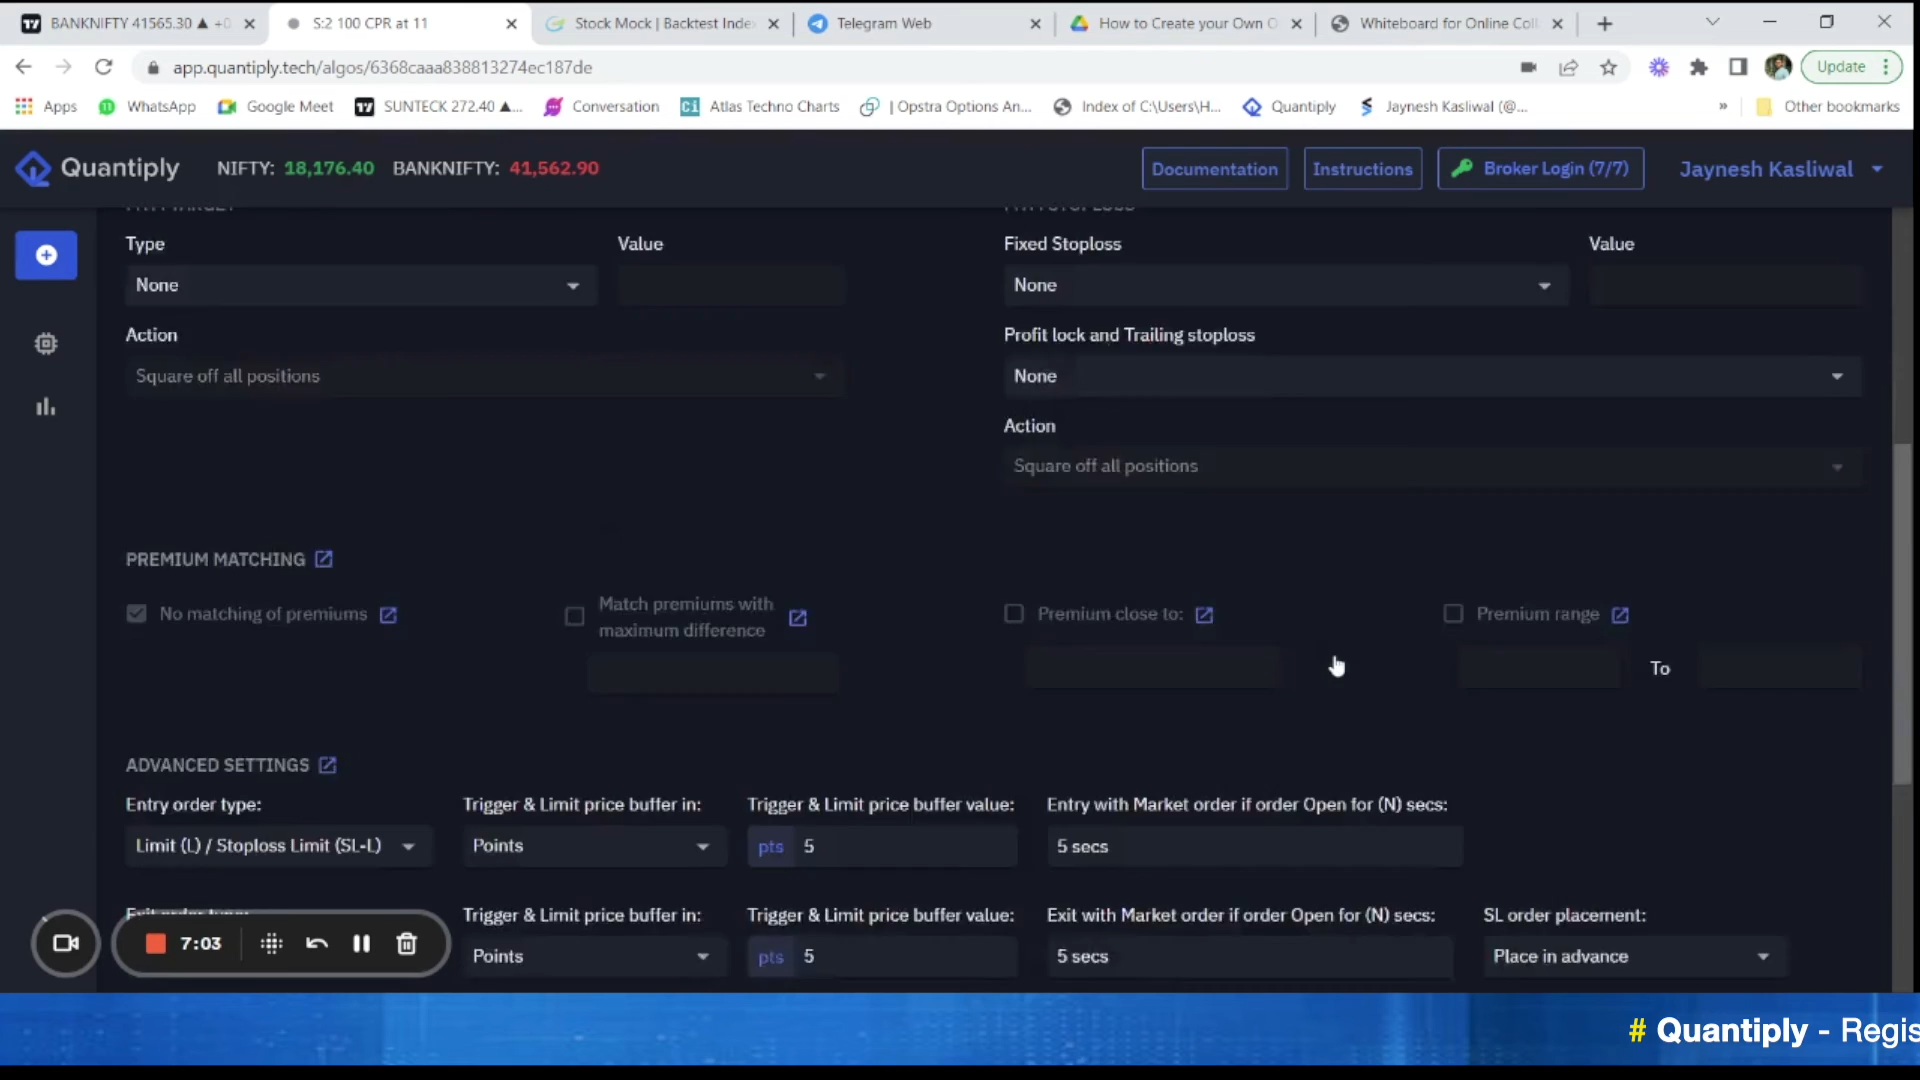 BANKNIFTY 41565.30 ▲ +0
S:2 100 CPR at 11
Stock Mock | Backtest Inde
Telegram Web
How to Create your Own O
Whiteboard for Online Coll
app.quantiply.tech/algos/6368caaa838813274ec187de
Update
Apps
WhatsApp
Google Meet
SUNTECK 272.40 ▲...
Conversation
Atlas Techno Charts
| Opstra Options An...
Index of C:\Users\H...
Quantiply
Jaynesh Kasliwal (@...
»
Other bookmarks
Quantiply
NIFTY: 18,176.40 BANKNIFTY: 41,562.90
Documentation
Instructions
Broker Login (7/7)
Jaynesh Kasliwal
Type
Value
Fixed Stoploss
Value
None
None
Action
Profit lock and Trailing stoploss
Square off all positions
None
Action
Square off all positions
PREMIUM MATCHING
No matching of premiums
Match premiums with
maximum difference
Premium close to:
Premium range
To
ADVANCED SETTINGS
Entry order type:
Trigger & Limit price buffer in:
Trigger & Limit price buffer value:
Entry with Market order if order Open for (N) secs:
Limit (L) / Stoploss Limit (SL-L)
Points
pts 5
5 secs
Trigger & Limit price buffer in:
Trigger & Limit price buffer value:
Exit with Market order if order Open for (N) secs:
SL order placement:
7:03
Points
pts 5
5 secs
Place in advance
# Quantiply - Regis